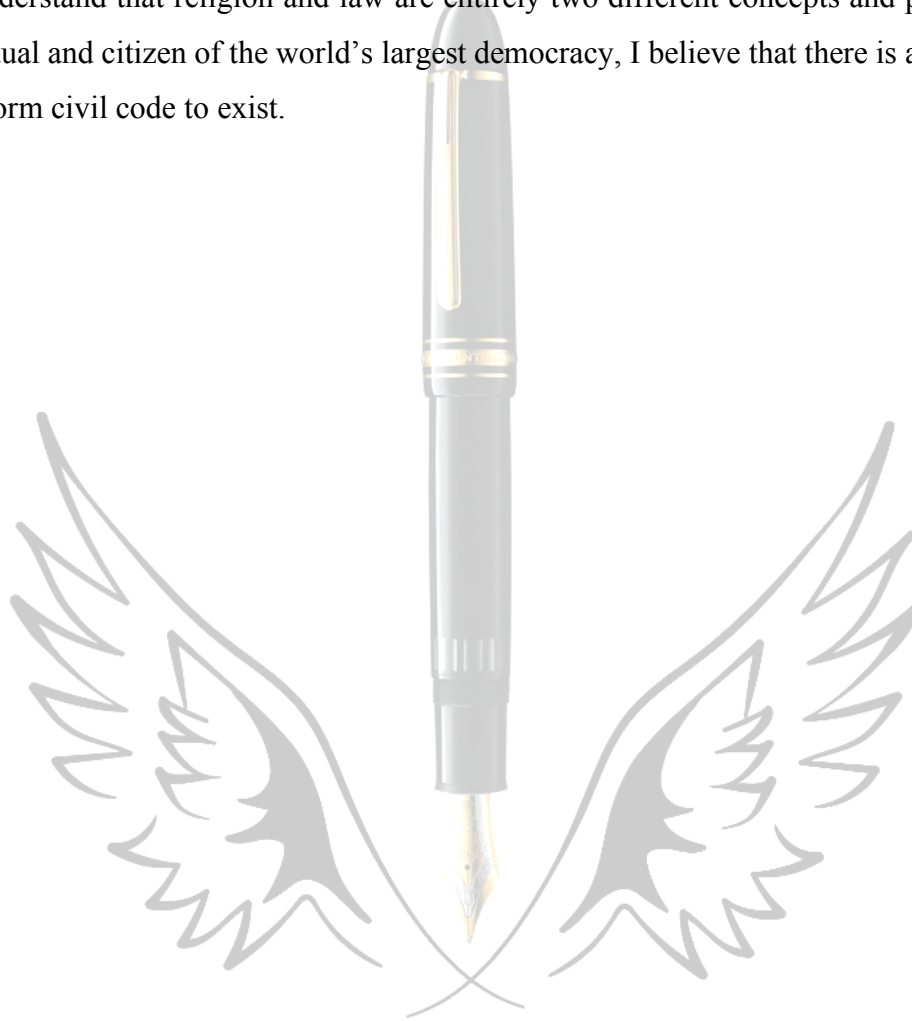 derstand that religion and law are entirely two different concepts and p
ual and citizen of the world’s largest democracy, I believe that there is a
orm civil code to exist.